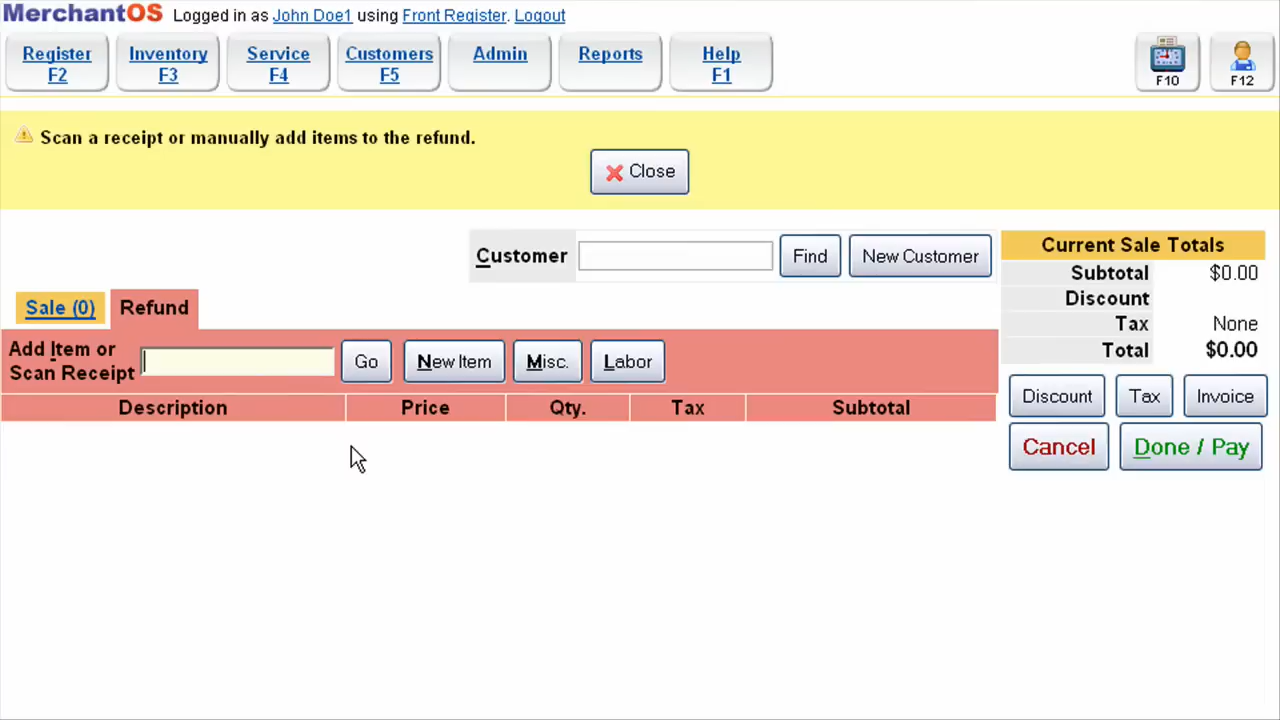 MerchantOS Logged in as John Doe1 using Front Register. Logout
Register Inventory Service Customers Admin Reports Help
F2 F3 F4 F5 F1 F10 F12
Scan a receipt or manually add items to the refund.
Close
Customer Find New Customer
Current Sale Totals
Subtotal $0.00
Discount
Tax None
Total $0.00
Sale (0) Refund
Add Item or
Scan Receipt Go New Item Misc. Labor
Description Price Qty. Tax Subtotal
Discount Tax Invoice
Cancel Done / Pay